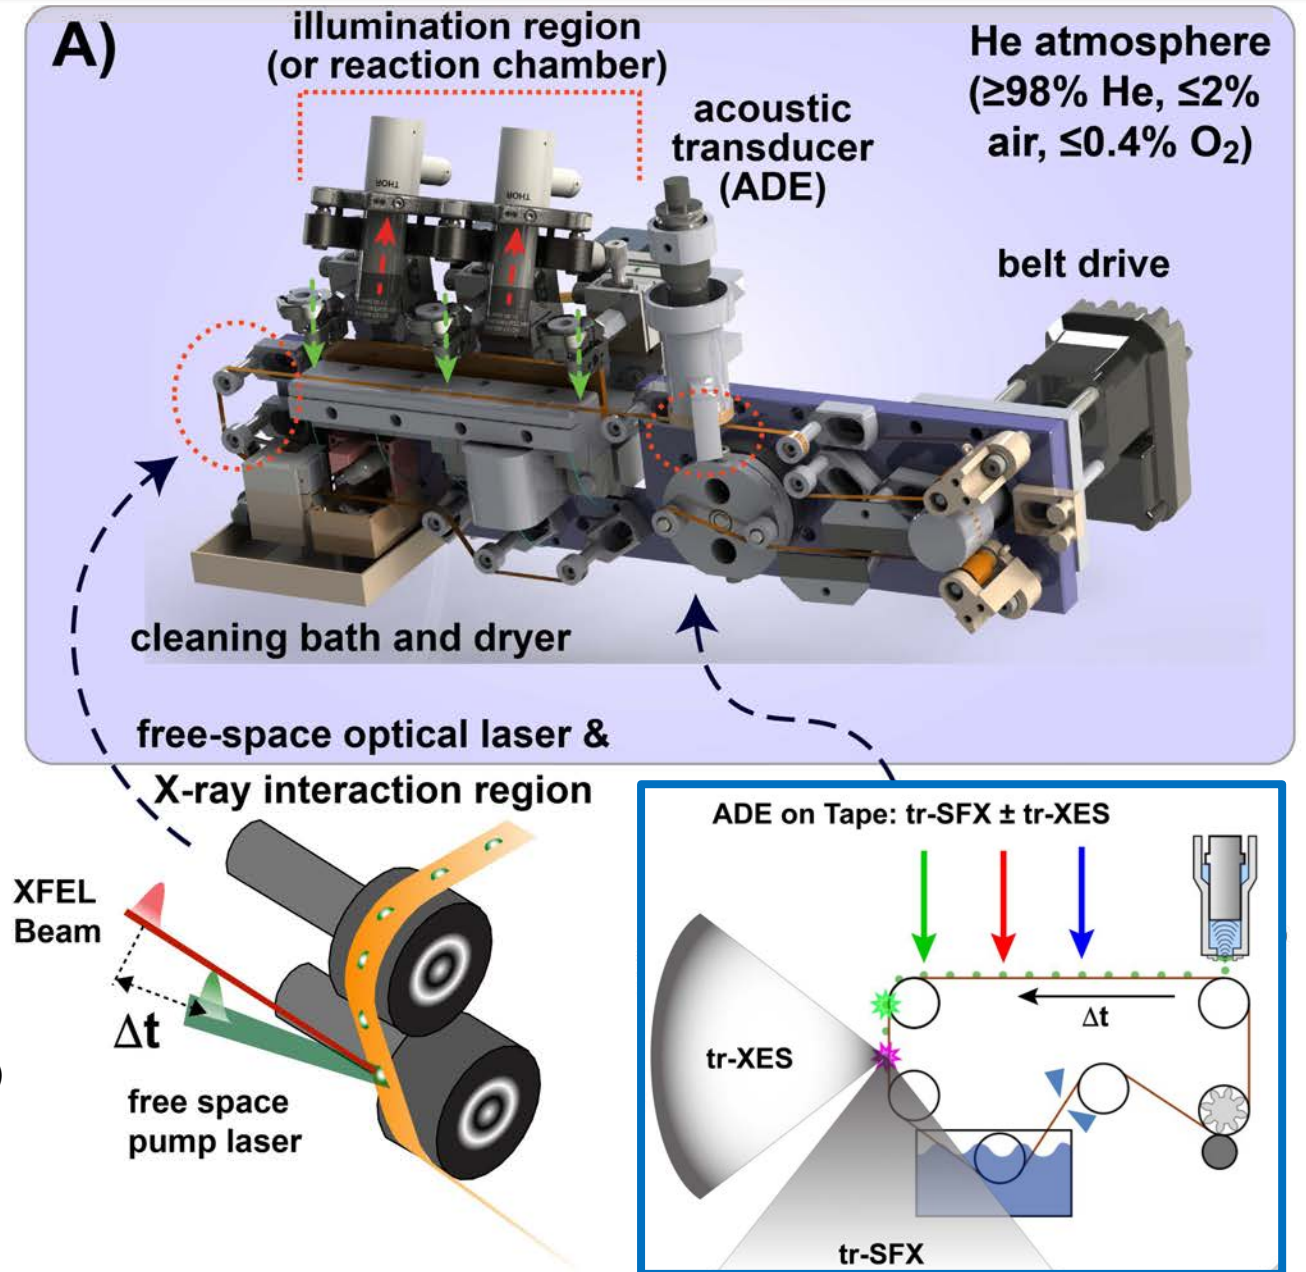 A)
illumination region
(or reaction chamber)
acoustic
transducer
(ADE)
He atmosphere
(≥98% He, ≤2%
air, ≤0.4% O₂)
belt drive
THOR
THOR
cleaning bath and dryer
free-space optical laser &
X-ray interaction region
XFEL
Beam
Δt
free space
pump laser
ADE on Tape: tr-SFX ± tr-XES
Δt
tr-XES
tr-SFX